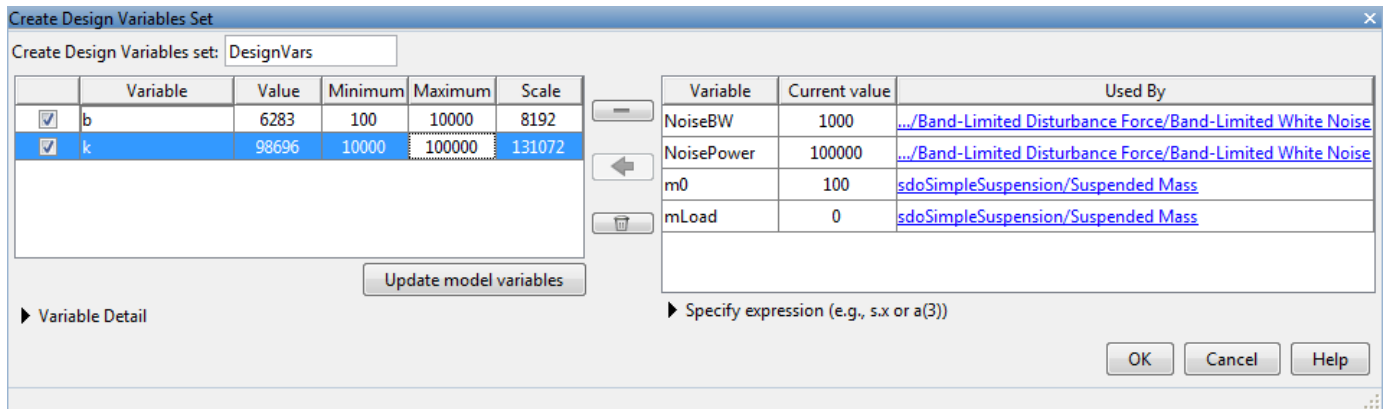 Create Design Variables Set
Create Design Variables set: DesignVars
Variable Value Minimum Maximum Scale
b 6283 100 10000 8192
k 98696 10000 100000 131072
Update model variables
Variable Detail
Variable Current value Used By
NoiseBW 1000 .../Band-Limited Disturbance Force/Band-Limited White Noise
NoisePower 100000 .../Band-Limited Disturbance Force/Band-Limited White Noise
m0 100 sdoSimpleSuspension/Suspended Mass
mLoad 0 sdoSimpleSuspension/Suspended Mass
Specify expression (e.g., s.x or a(3))
OK Cancel Help